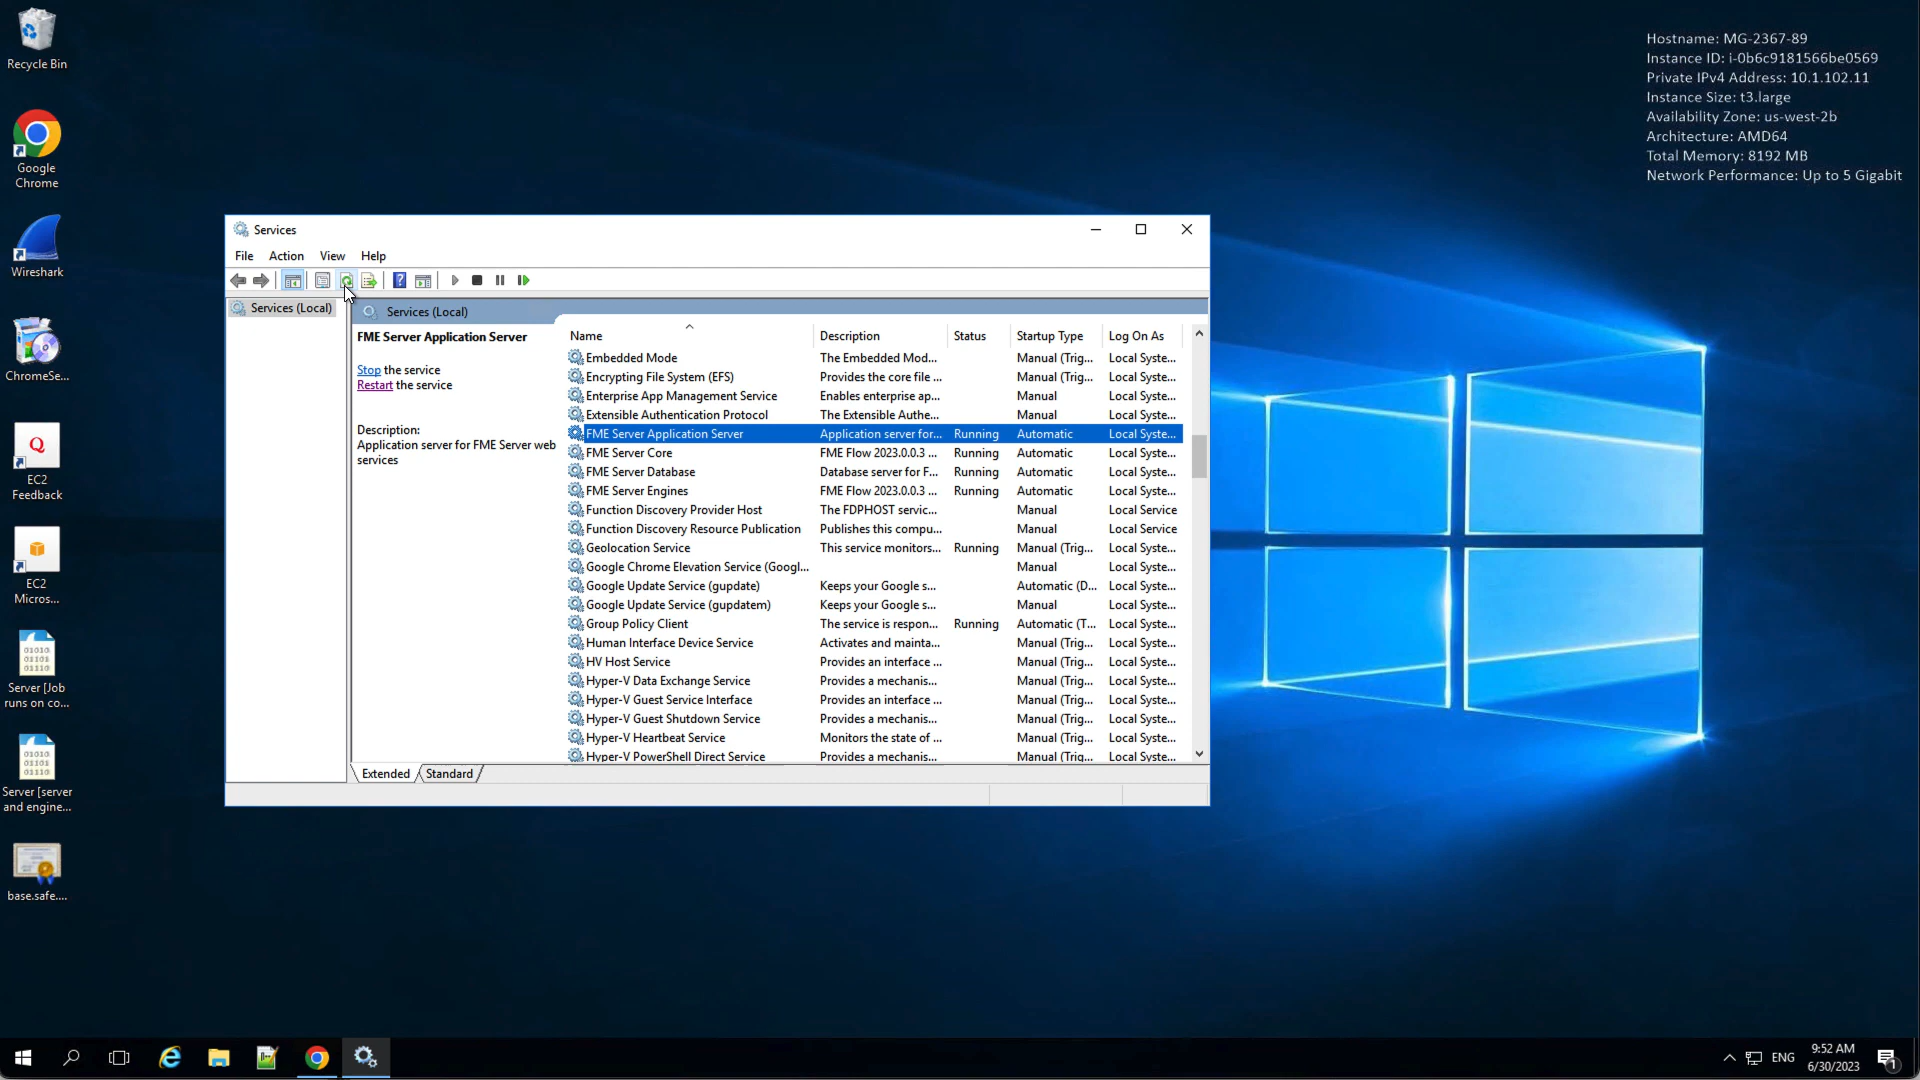 Recycle Bin
Google
Chrome
Wireshark
ChromeSe...
EC2
Feedback
EC2
Micros...
Server [Job
runs on co...
Server [server
and engine...
base.safe....
Hostname: MG-2367-89
Instance ID: i-0b6c9181566be0569
Private IPv4 Address: 10.1.102.11
Instance Size: t3.large
Availability Zone: us-west-2b
Architecture: AMD64
Total Memory: 8192 MB
Network Performance: Up to 5 Gigabit
Services
File Action View Help
Services (Local)
Services (Local)
FME Server Application Server
Stop the service
Restart the service
Description:
Application server for FME Server web
services
Name Description Status Startup Type Log On As
Embedded Mode The Embedded Mod... Manual (Trig... Local Syste...
Encrypting File System (EFS) Provides the core file ... Manual (Trig... Local Syste...
Enterprise App Management Service Enables enterprise ap... Manual Local Syste...
Extensible Authentication Protocol The Extensible Authe... Manual Local Syste...
FME Server Application Server Application server for... Running Automatic Local Syste...
FME Server Core FME Flow 2023.0.0.3 ... Running Automatic Local Syste...
FME Server Database Database server for F... Running Automatic Local Syste...
FME Server Engines FME Flow 2023.0.0.3 ... Running Automatic Local Syste...
Function Discovery Provider Host The FDPHOST servic... Manual Local Service
Function Discovery Resource Publication Publishes this compu... Manual Local Service
Geolocation Service This service monitors... Running Manual (Trig... Local Syste...
Google Chrome Elevation Service (Googl... Manual Local Syste...
Google Update Service (gupdate) Keeps your Google s... Automatic (D... Local Syste...
Google Update Service (gupdatem) Keeps your Google s... Manual Local Syste...
Group Policy Client The service is respon... Running Automatic (T... Local Syste...
Human Interface Device Service Activates and mainta... Manual (Trig... Local Syste...
HV Host Service Provides an interface ... Manual (Trig... Local Syste...
Hyper-V Data Exchange Service Provides a mechanis... Manual (Trig... Local Syste...
Hyper-V Guest Service Interface Provides an interface ... Manual (Trig... Local Syste...
Hyper-V Guest Shutdown Service Provides a mechanis... Manual (Trig... Local Syste...
Hyper-V Heartbeat Service Monitors the state of ... Manual (Trig... Local Syste...
Hyper-V PowerShell Direct Service Provides a mechanis... Manual (Trig... Local Syste...
Extended Standard
ENG
9:52 AM
6/30/2023
1